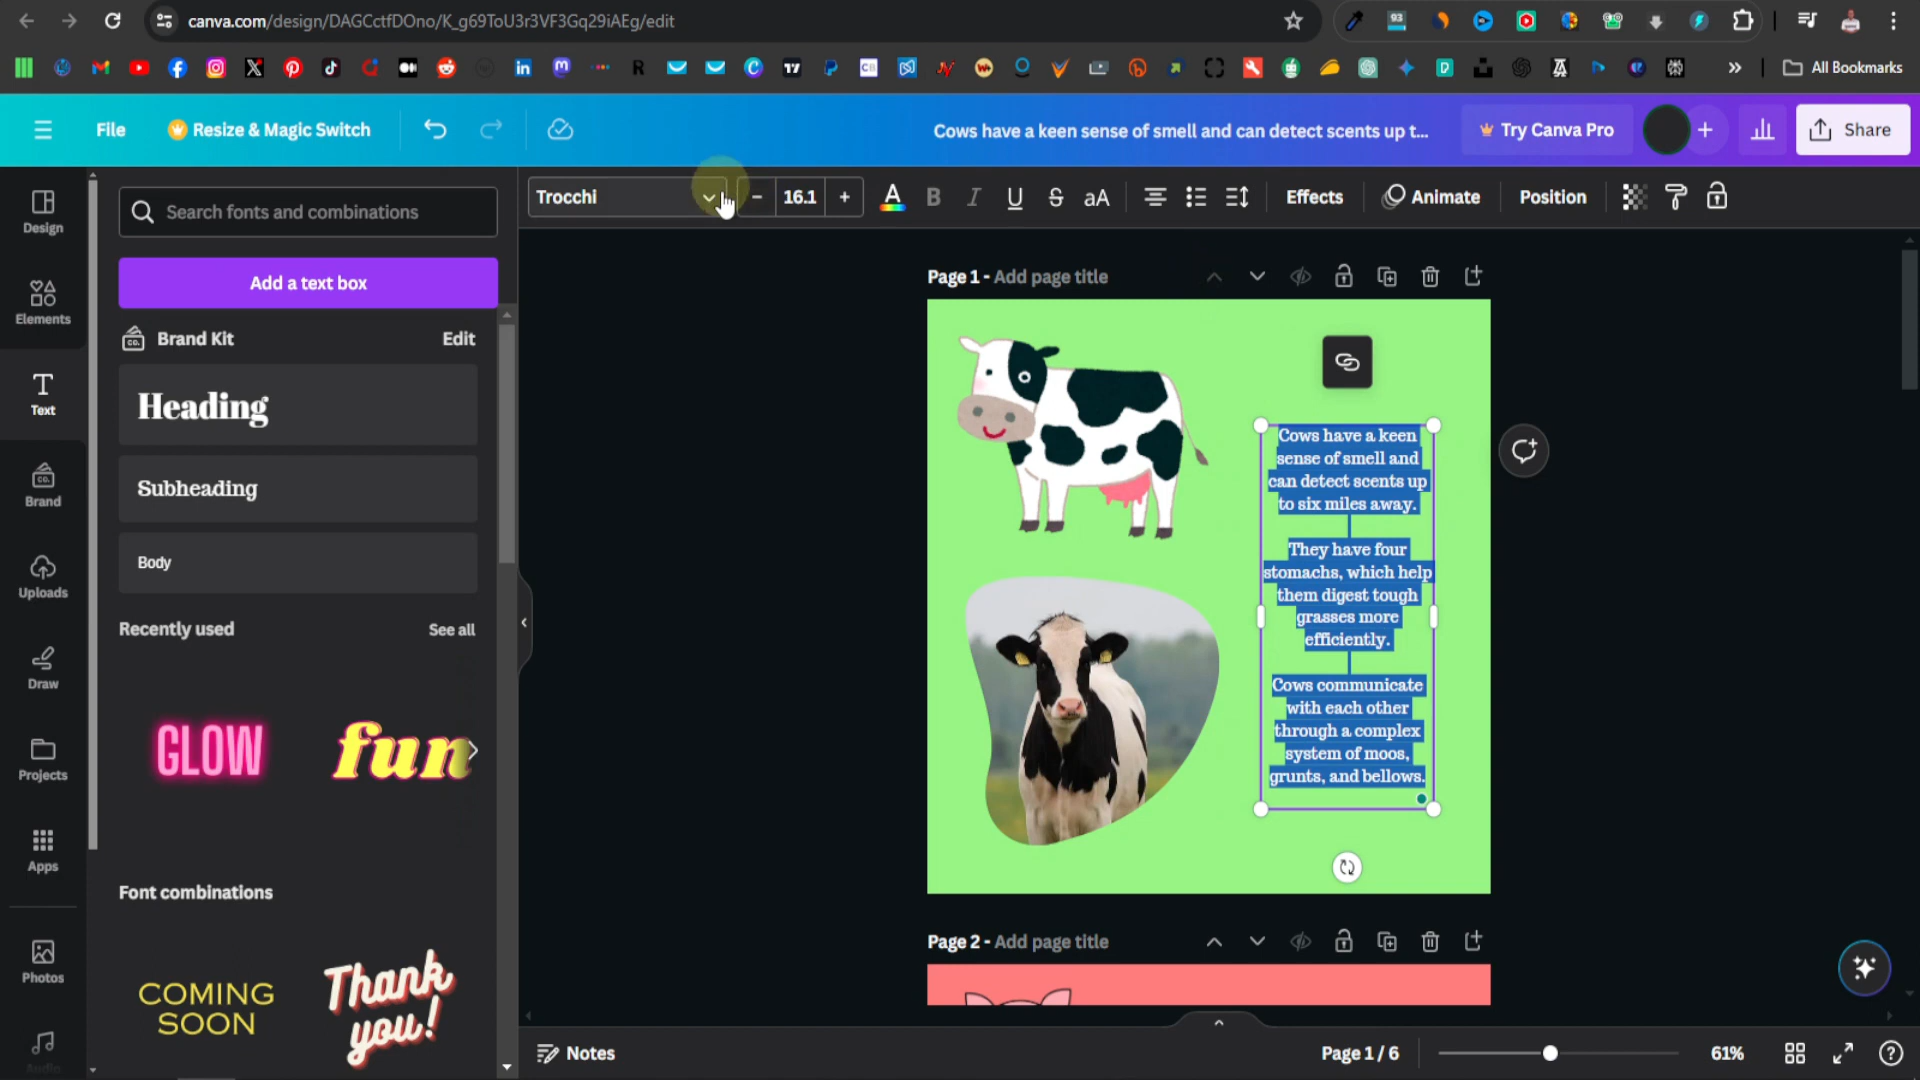 canva.com/design/DAGCctfDOno/K_g69ToU3r3VF3Gq29iAEg/edit
93
All Bookmarks
File
Resize & Magic Switch
Cows have a keen sense of smell and can detect scents up t...
Try Canva Pro
Share
Trocchi
16.1
A
B
I
U
S
aA
Effects
Animate
Position
Design
Elements
Text
Brand
Uploads
Draw
Projects
Apps
Photos
Audio
Search fonts and combinations
Add a text box
Brand Kit
Edit
Heading
Subheading
Body
Recently used
See all
GLOW
fun
Font combinations
COMING
SOON
Thank
you!
Page 1 - Add page title
Cows have a keen
sense of smell and
can detect scents up
to six miles away.
They have four
stomachs, which help
them digest tough
grasses more
efficiently.
Cows communicate
with each other
through a complex
system of moos,
grunts, and bellows.
Page 2 - Add page title
Notes
Page 1 / 6
61%